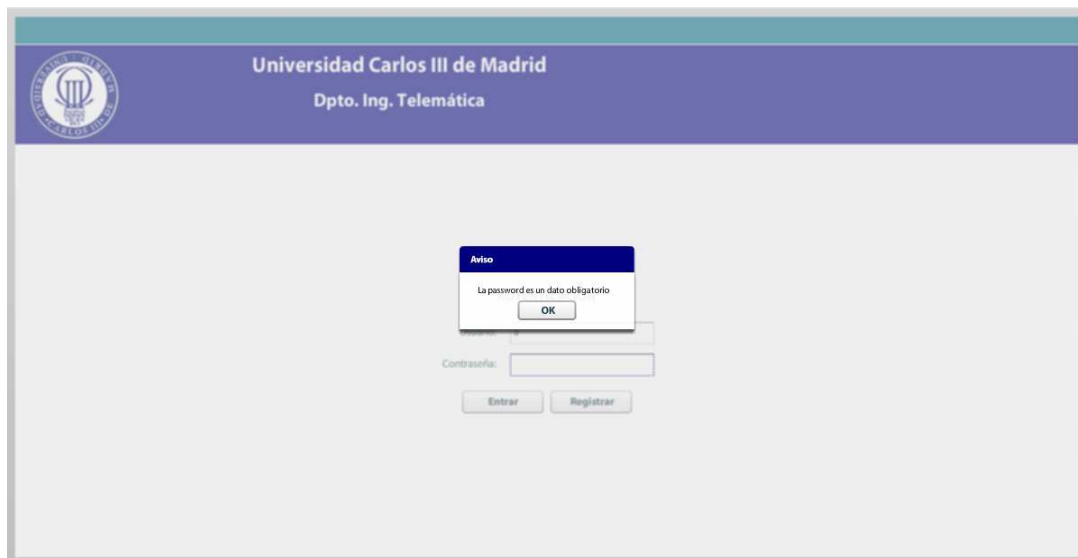 Universidad Carlos III de Madrid
Dpto. Ing. Telemática
Aviso
La password es un dato obligatorio
OK
Usuario:
Contraseña:
Entrar Registrar